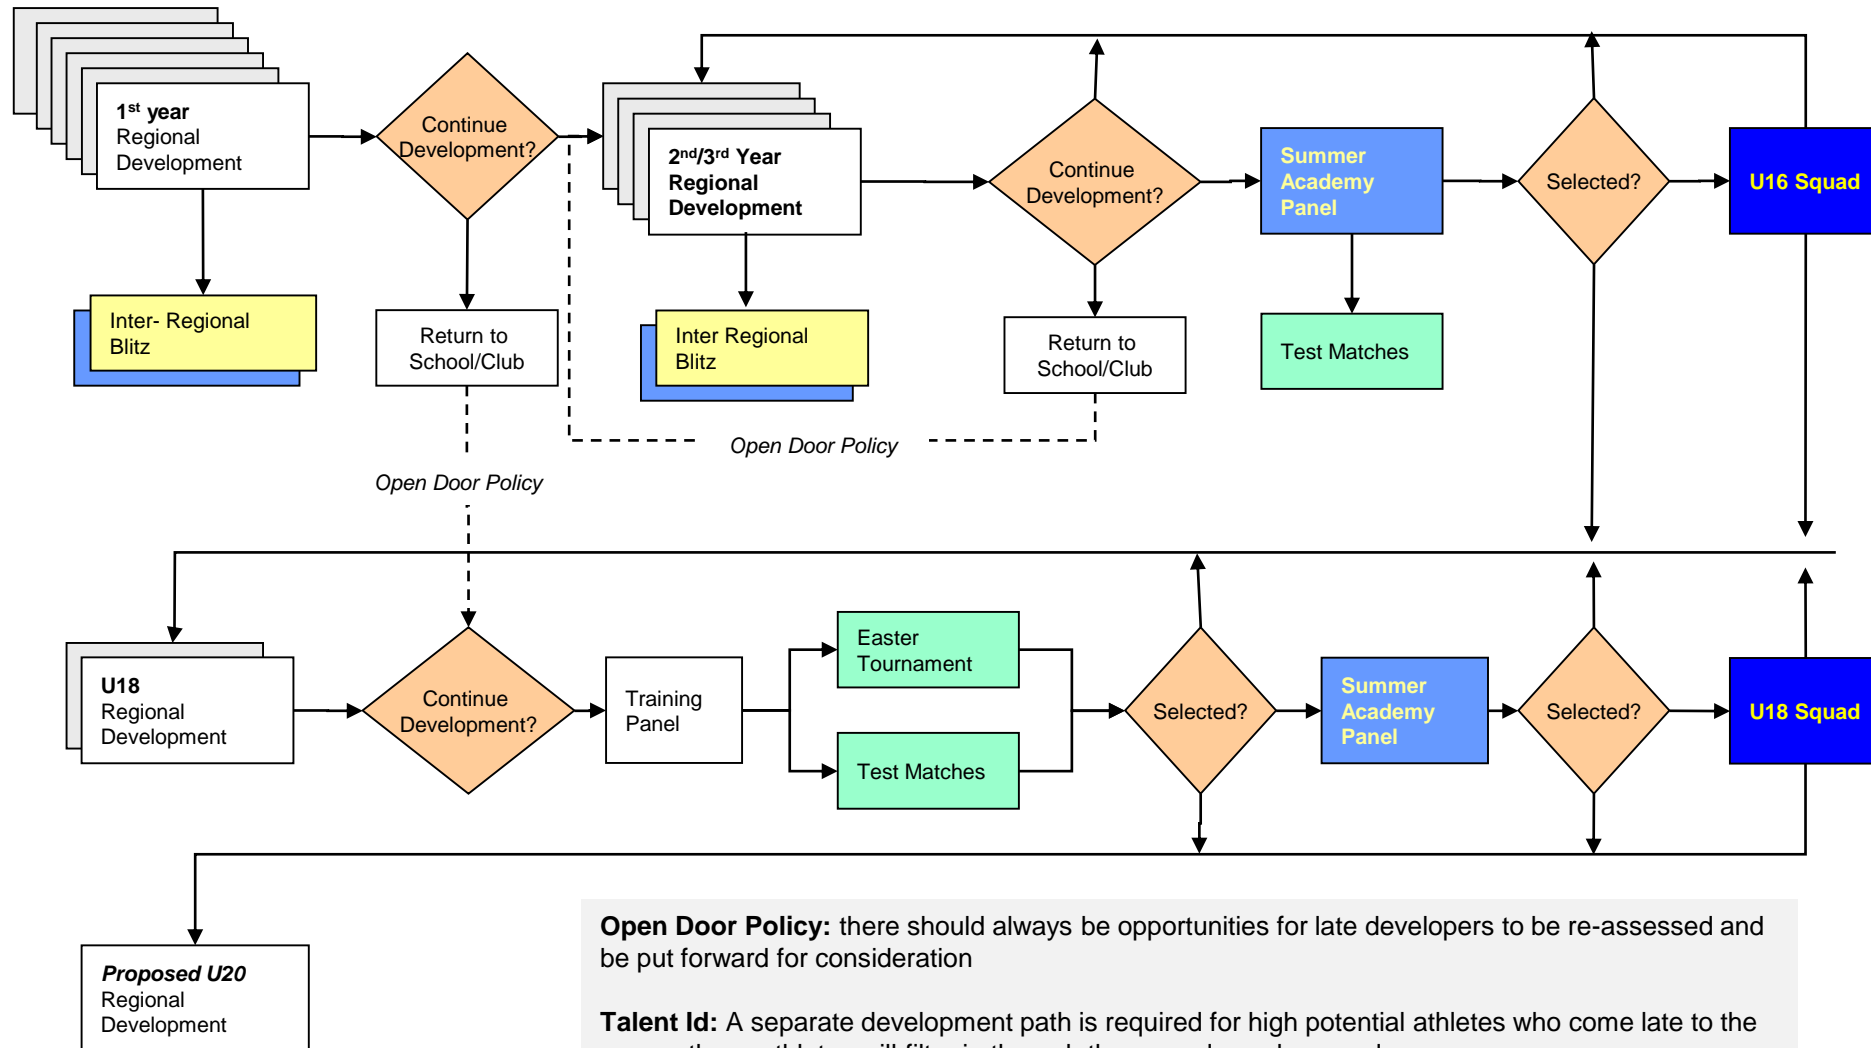 1st year
Regional
Development
Continue
Development?
2nd/3rd Year
Regional
Development
Continue
Development?
Summer
Academy
Panel
Selected?
U16 Squad
Inter- Regional
Blitz
Return to
School/Club
Inter Regional
Blitz
Return to
School/Club
Test Matches
Open Door Policy
Open Door Policy
U18
Regional
Development
Continue
Development?
Training
Panel
Easter
Tournament
Test Matches
Selected?
Summer
Academy
Panel
Selected?
U18 Squad
Proposed U20
Regional
Development
Open Door Policy: there should always be opportunities for late developers to be re-assessed and
be put forward for consideration
Talent Id: A separate development path is required for high potential athletes who come late to the